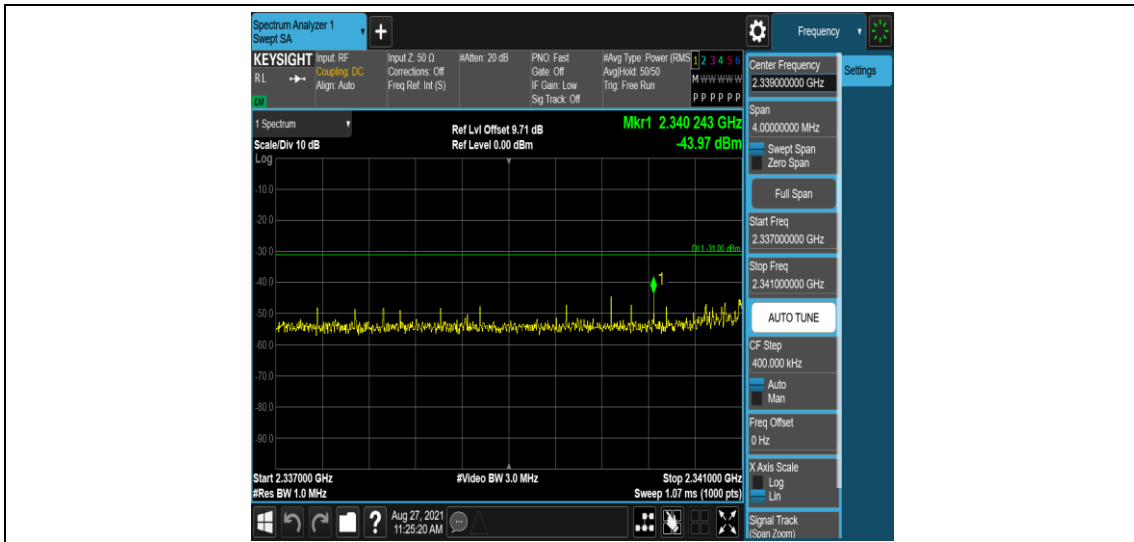 Spectrum Analyzer 1
Swept SA
+
Frequency
KEYSIGHT
RL
LM
Input: RF
Coupling: DC
Align: Auto
Input Z: 50 Ω
Corrections: Off
Freq Ref: Int (S)
#Atten: 20 dB
PNO: Fast
Gate: Off
IF Gain: Low
Sig Track: Off
#Avg Type: Power (RMS
Avg|Hold: 50/50
Trig: Free Run
1 2 3 4 5 6
M W W W W W
P P P P P P
1 Spectrum
Scale/Div 10 dB
Ref Lvl Offset 9.71 dB
Ref Level 0.00 dBm
Mkr1 2.340 243 GHz
-43.97 dBm
Log
-10.0
-20.0
-30.0
DL1 -31.00 dBm
-40.0
1
-50.0
-60.0
-70.0
-80.0
-90.0
Start 2.337000 GHz
#Res BW 1.0 MHz
#Video BW 3.0 MHz
Stop 2.341000 GHz
Sweep 1.07 ms (1000 pts)
?
Aug 27, 2021
11:25:20 AM
Center Frequency
2.339000000 GHz
Settings
Span
4.00000000 MHz
Swept Span
Zero Span
Full Span
Start Freq
2.337000000 GHz
Stop Freq
2.341000000 GHz
AUTO TUNE
CF Step
400.000 kHz
Auto
Man
Freq Offset
0 Hz
X Axis Scale
Log
Lin
Signal Track
(Span Zoom)